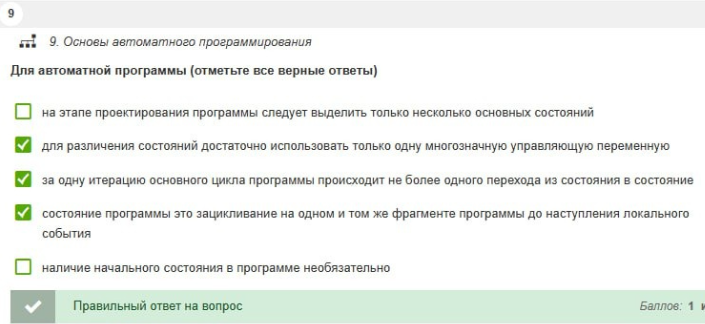 9
9. Основы автоматного программирования
Для автоматной программы (отметьте все верные ответы)
на этапе проектирования программы следует выделить только несколько основных состояний
для различения состояний достаточно использовать только одну многозначную управляющую переменную
за одну итерацию основного цикла программы происходит не более одного перехода из состояния в состояние
состояние программы это зацикливание на одном и том же фрагменте программы до наступления локального
события
наличие начального состояния в программе необязательно
Правильный ответ на вопрос Баллов: 1